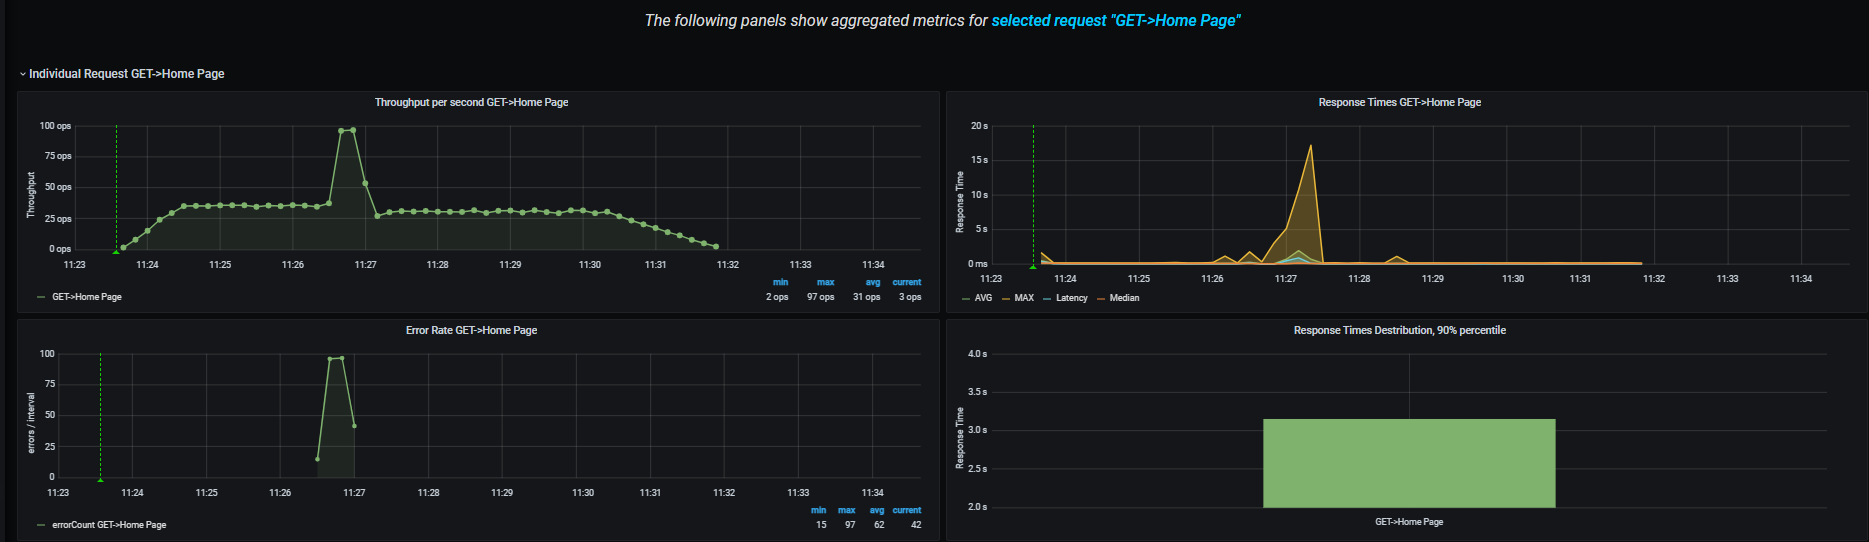 The following panels show aggregated metrics for selected request "GET->Home Page"
Individual Request GET->Home Page
Throughput per second GET->Home Page
100 ops
75 ops
50 ops
25 ops
0 ops
Throughput
11:23 11:24 11:25 11:26 11:27 11:28 11:29 11:30 11:31 11:32 11:33 11:34
min max avg current
GET->Home Page 2 ops 97 ops 31 ops 3 ops
Response Times GET->Home Page
20 s
15 s
10 s
5 s
0 ms
Response Time
11:23 11:24 11:25 11:26 11:27 11:28 11:29 11:30 11:31 11:32 11:33 11:34
AVG MAX Latency Median
Error Rate GET->Home Page
100
75
50
25
0
errors / interval
11:23 11:24 11:25 11:26 11:27 11:28 11:29 11:30 11:31 11:32 11:33 11:34
min max avg current
errorCount GET->Home Page 15 97 62 42
Response Times Destribution, 90% percentile
4.0 s
3.5 s
3.0 s
2.5 s
2.0 s
Response Time
GET->Home Page